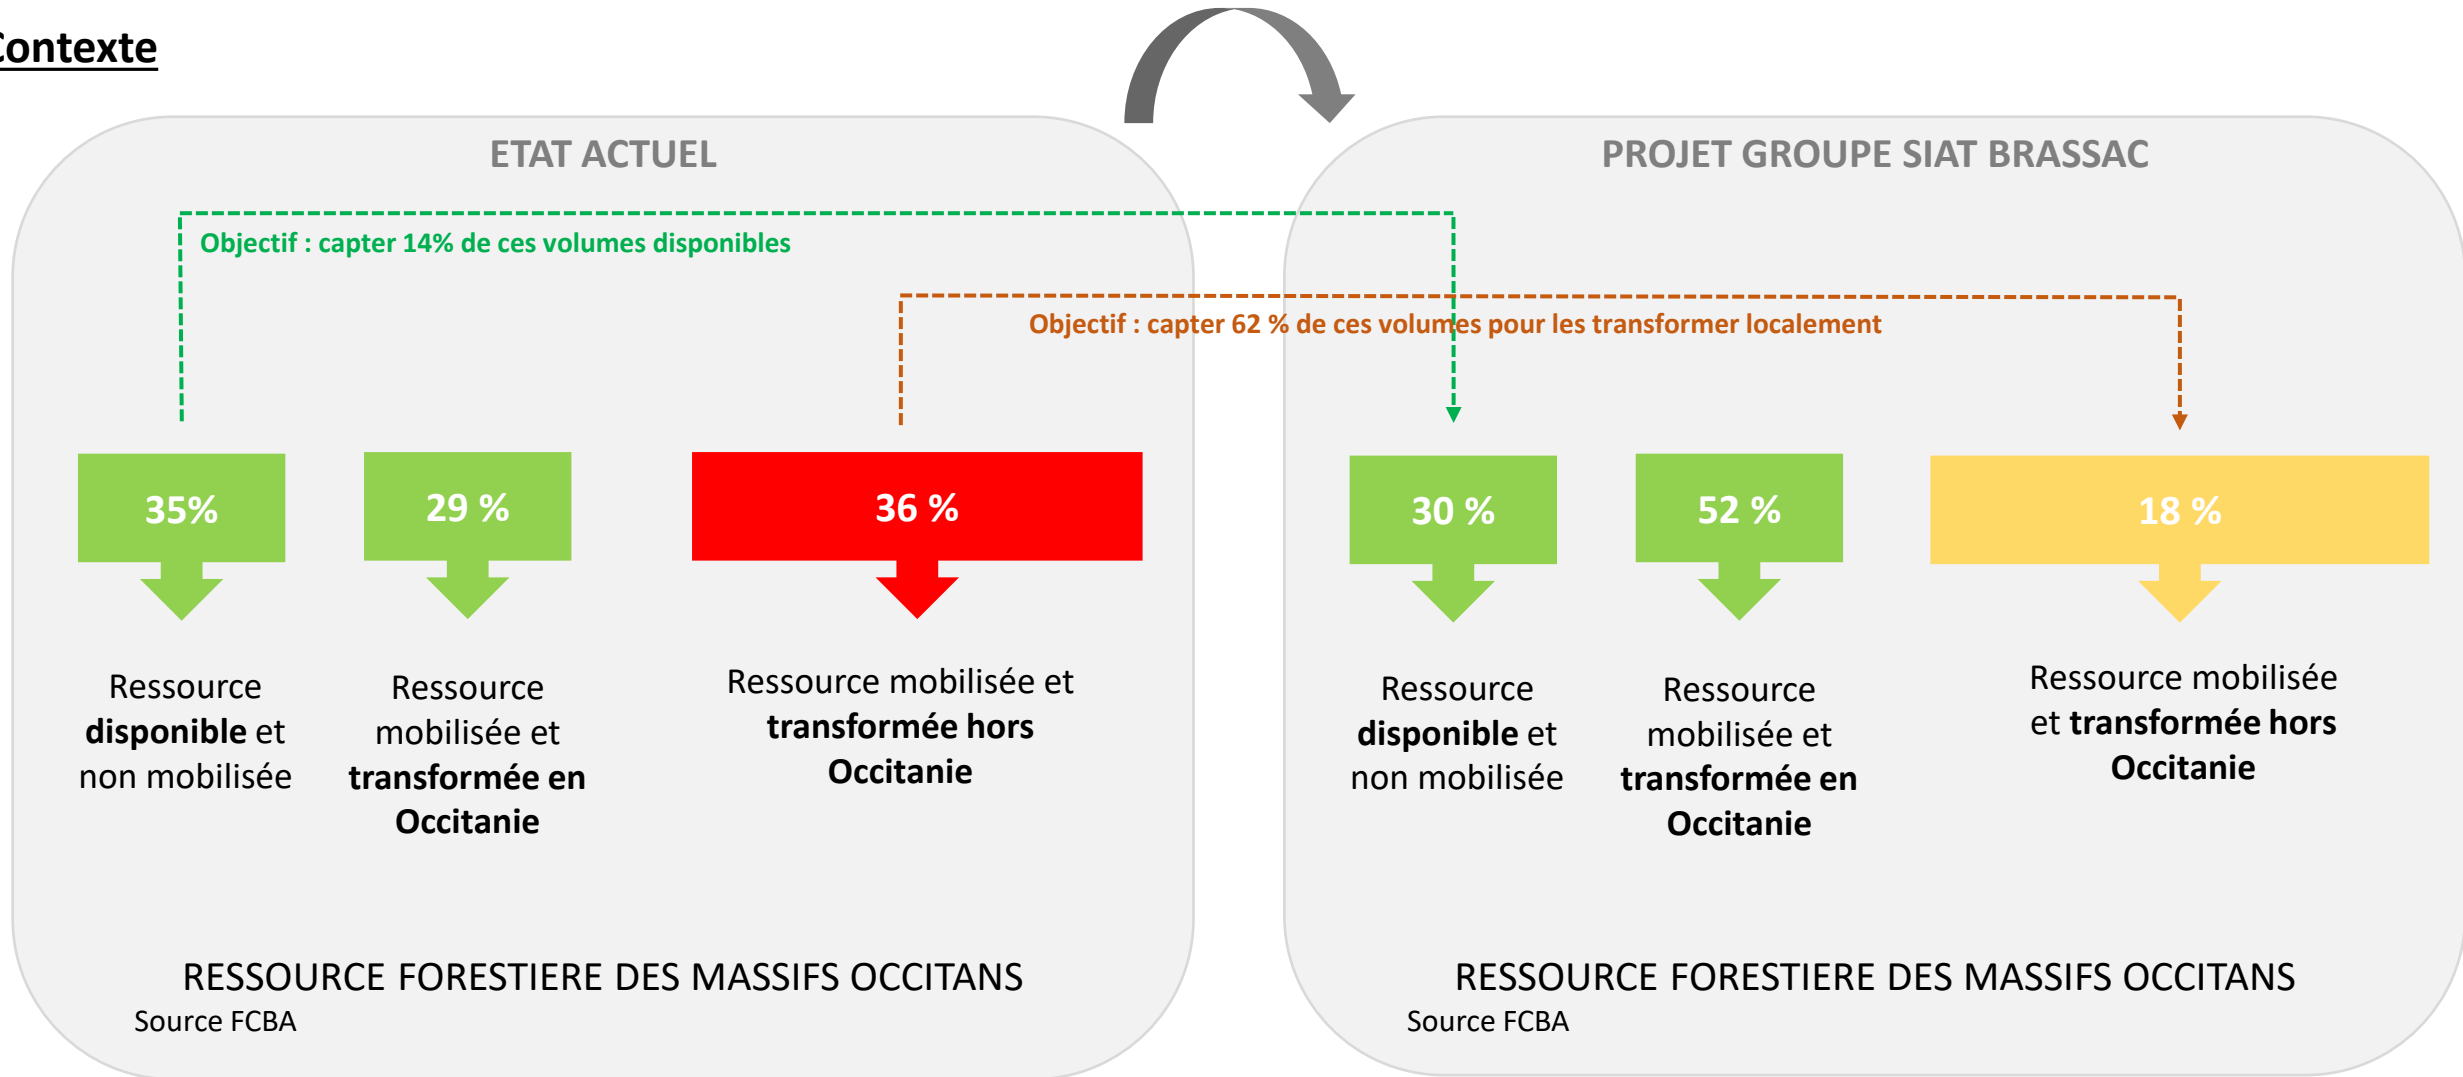 Contexte
ETAT ACTUEL
Objectif : capter 14% de ces volumes disponibles
35%
29 %
36 %
Ressource
disponible et
non mobilisée
Ressource
mobilisée et
transformée en
Occitanie
Ressource mobilisée et
transformée hors
Occitanie
RESSOURCE FORESTIERE DES MASSIFS OCCITANS
Source FCBA
PROJET GROUPE SIAT BRASSAC
Objectif : capter 62 % de ces volumes pour les transformer localement
30 %
52 %
18 %
Ressource
disponible et
non mobilisée
Ressource
mobilisée et
transformée en
Occitanie
Ressource mobilisée
et transformée hors
Occitanie
RESSOURCE FORESTIERE DES MASSIFS OCCITANS
Source FCBA